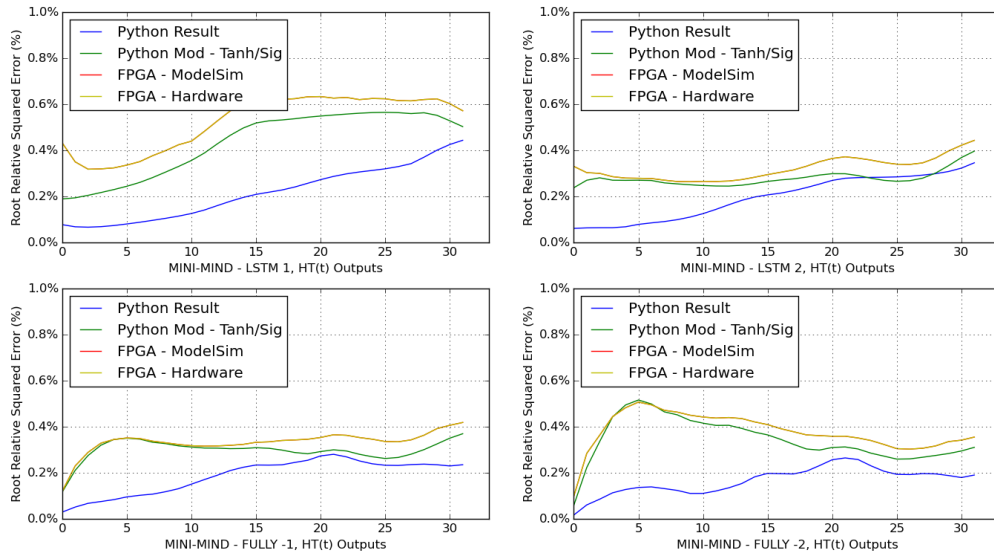 Root Relative Squared Error (%)
1.0%
0.8%
0.6%
0.4%
0.2%
0.0%
Python Result
Python Mod - Tanh/Sig
FPGA - ModelSim
FPGA - Hardware
0 5 10 15 20 25 30
MINI-MIND - LSTM 1, HT(t) Outputs
Root Relative Squared Error (%)
1.0%
0.8%
0.6%
0.4%
0.2%
0.0%
Python Result
Python Mod - Tanh/Sig
FPGA - ModelSim
FPGA - Hardware
0 5 10 15 20 25 30
MINI-MIND - LSTM 2, HT(t) Outputs
Root Relative Squared Error (%)
1.0%
0.8%
0.6%
0.4%
0.2%
0.0%
Python Result
Python Mod - Tanh/Sig
FPGA - ModelSim
FPGA - Hardware
0 5 10 15 20 25 30
MINI-MIND - FULLY -1, HT(t) Outputs
Root Relative Squared Error (%)
1.0%
0.8%
0.6%
0.4%
0.2%
0.0%
Python Result
Python Mod - Tanh/Sig
FPGA - ModelSim
FPGA - Hardware
0 5 10 15 20 25 30
MINI-MIND - FULLY -2, HT(t) Outputs